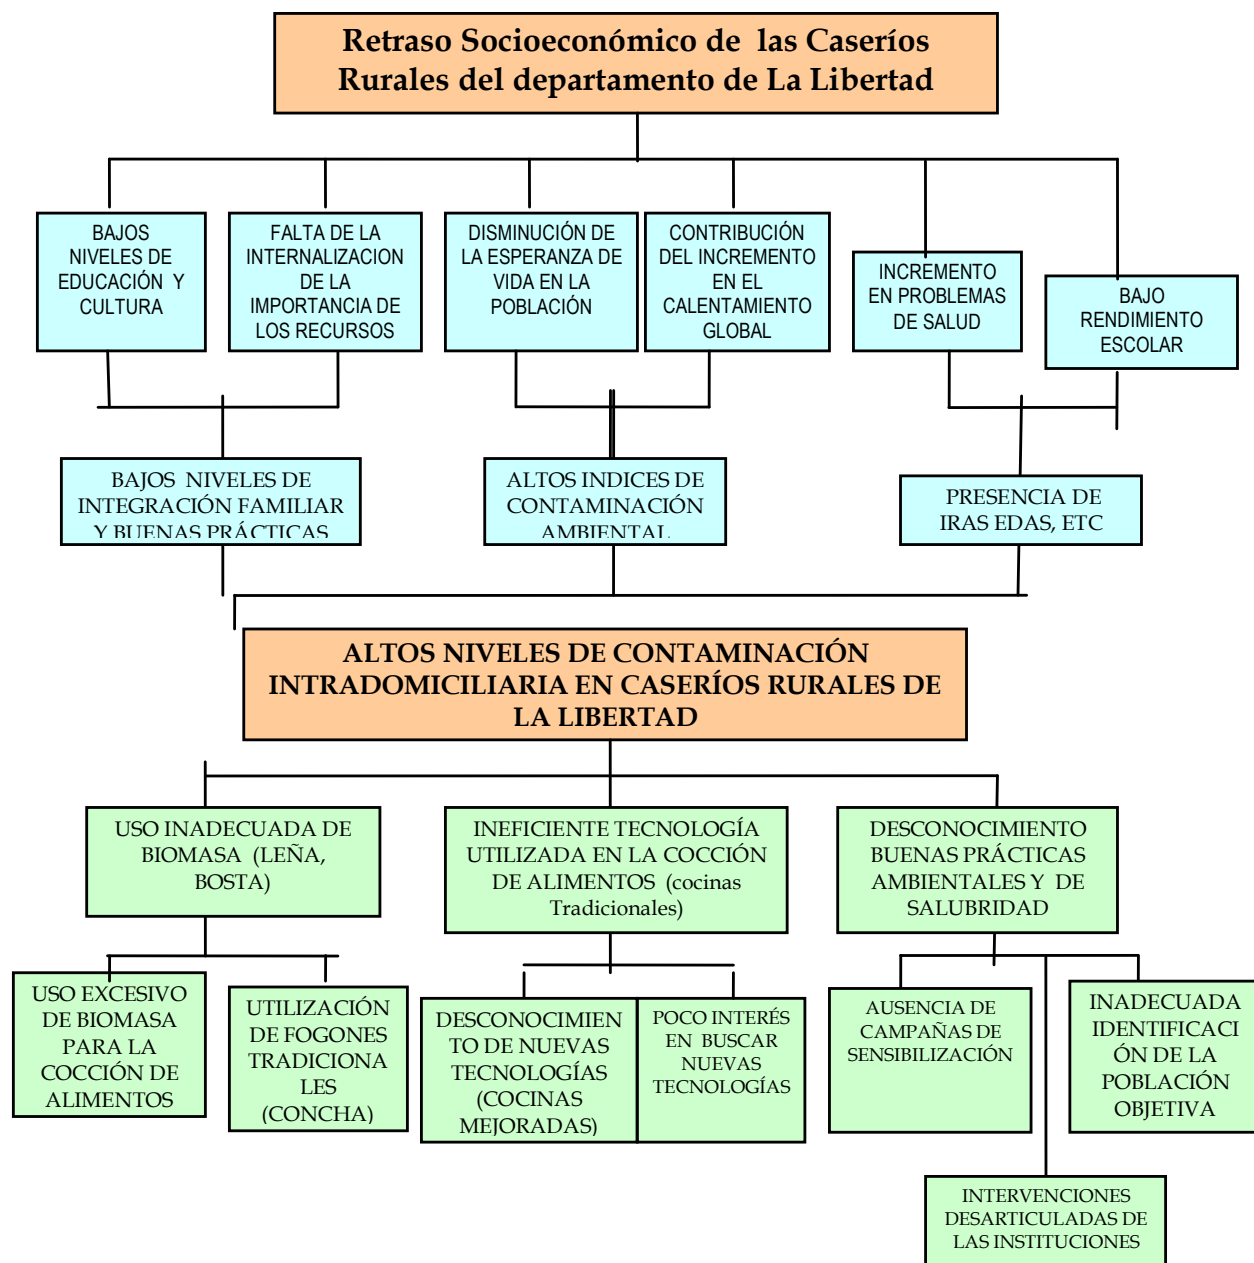 Retraso Socioeconómico de las Caseríos
Rurales del departamento de La Libertad
BAJOS
NIVELES DE
EDUCACIÓN Y
CULTURA
FALTA DE LA
INTERNALIZACION
DE LA
IMPORTANCIA DE
LOS RECURSOS
DISMINUCIÓN DE
LA ESPERANZA DE
VIDA EN LA
POBLACIÓN
CONTRIBUCIÓN
DEL INCREMENTO
EN EL
CALENTAMIENTO
GLOBAL
INCREMENTO
EN PROBLEMAS
DE SALUD
BAJO
RENDIMIENTO
ESCOLAR
BAJOS NIVELES DE
INTEGRACIÓN FAMILIAR
Y BUENAS PRÁCTICAS
ALTOS INDICES DE
CONTAMINACIÓN
AMBIENTAL
PRESENCIA DE
IRAS EDAS, ETC
ALTOS NIVELES DE CONTAMINACIÓN
INTRADOMICILIARIA EN CASERÍOS RURALES DE
LA LIBERTAD
USO INADECUADA DE
BIOMASA (LEÑA,
BOSTA)
INEFICIENTE TECNOLOGÍA
UTILIZADA EN LA COCCIÓN
DE ALIMENTOS (cocinas
Tradicionales)
DESCONOCIMIENTO
BUENAS PRÁCTICAS
AMBIENTALES Y DE
SALUBRIDAD
USO EXCESIVO
DE BIOMASA
PARA LA
COCCIÓN DE
ALIMENTOS
UTILIZACIÓN
DE FOGONES
TRADICIONA
LES
(CONCHA)
DESCONOCIMIEN
TO DE NUEVAS
TECNOLOGÍAS
(COCINAS
MEJORADAS)
POCO INTERÉS
EN BUSCAR
NUEVAS
TECNOLOGÍAS
AUSENCIA DE
CAMPAÑAS DE
SENSIBILIZACIÓN
INADECUADA
IDENTIFICACI
ÓN DE LA
POBLACIÓN
OBJETIVA
INTERVENCIONES
DESARTICULADAS DE
LAS INSTITUCIONES